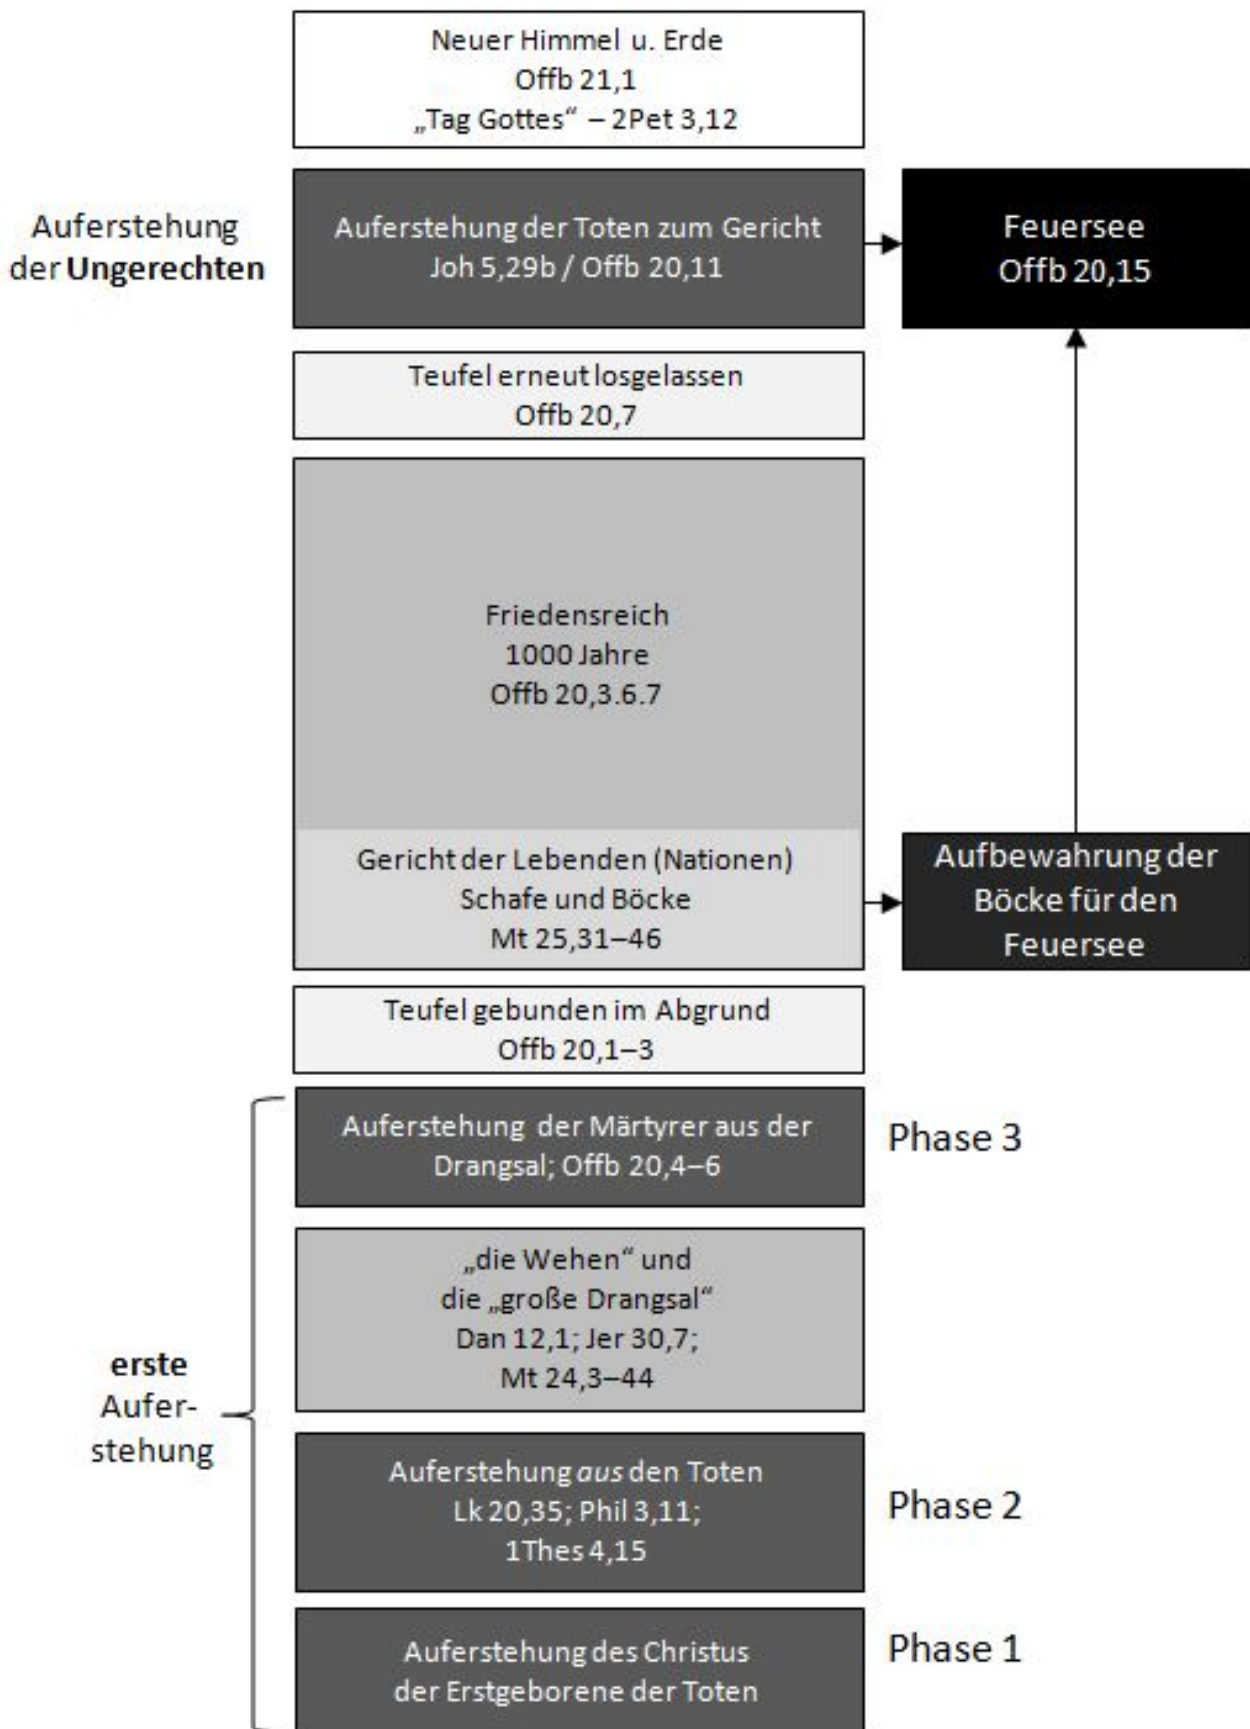 Neuer Himmel u. Erde
Offb 21,1
„Tag Gottes“ – 2Pet 3,12
Auferstehung
der Ungerechten
Auferstehung der Toten zum Gericht
Joh 5,29b / Offb 20,11
Feuersee
Offb 20,15
Teufel erneut losgelassen
Offb 20,7
Friedensreich
1000 Jahre
Offb 20,3.6.7
Gericht der Lebenden (Nationen)
Schafe und Böcke
Mt 25,31–46
Aufbewahrung der
Böcke für den
Feuersee
Teufel gebunden im Abgrund
Offb 20,1–3
Auferstehung der Märtyrer aus der
Drangsal; Offb 20,4–6
Phase 3
„die Wehen“ und
die „große Drangsal“
Dan 12,1; Jer 30,7;
Mt 24,3–44
erste
Aufer-
stehung
Auferstehung aus den Toten
Lk 20,35; Phil 3,11;
1Thes 4,15
Phase 2
Auferstehung des Christus
der Erstgeborene der Toten
Phase 1